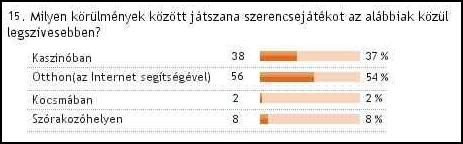 15. Milyen körülmények között játszana szerencsejátékot az alábbiak közül
legszívesebben?
Kaszinóban 38 37 %
Otthon(az Internet segítségével) 56 54 %
Kocsmában 2 2 %
Szórakozóhelyen 8 8 %